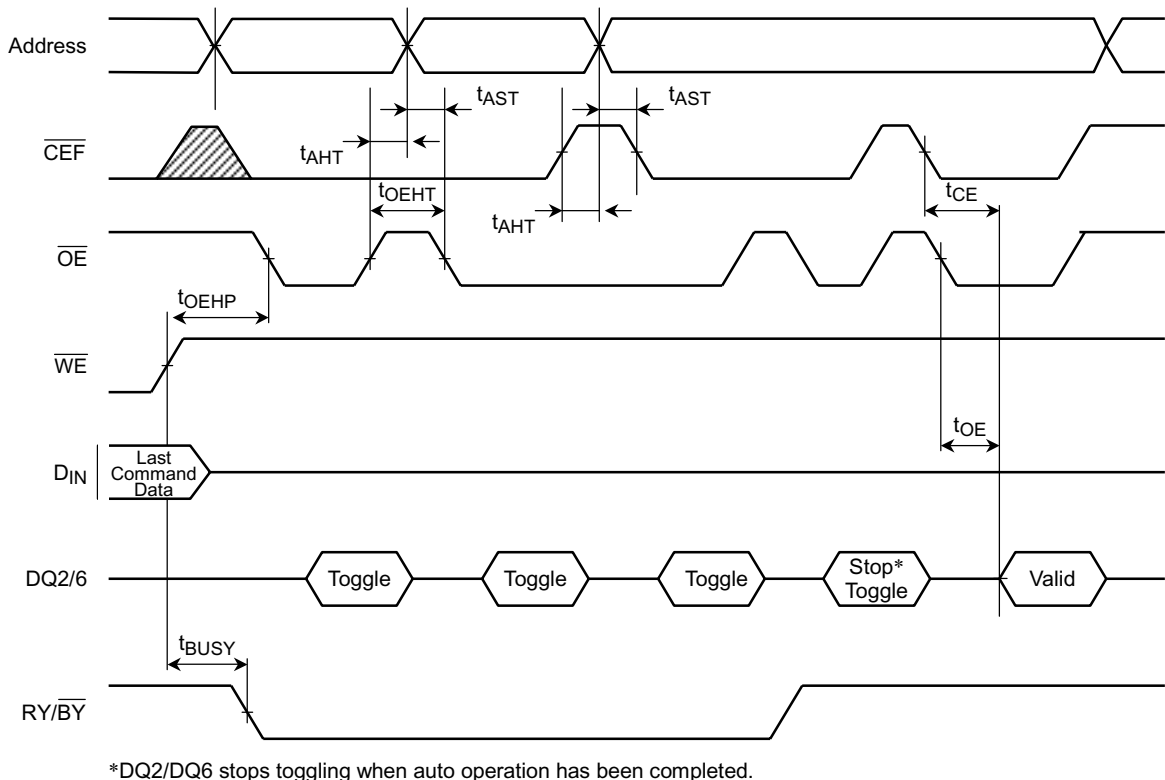 Address
tAST
tAST
CEF
tAHT
tOEHT
tCE
tAHT
OE
tOEHP
WE
tOE
DIN
Last
Command
Data
DQ2/6
Toggle
Toggle
Toggle
Stop*
Toggle
Valid
tBUSY
RY/BY
*DQ2/DQ6 stops toggling when auto operation has been completed.